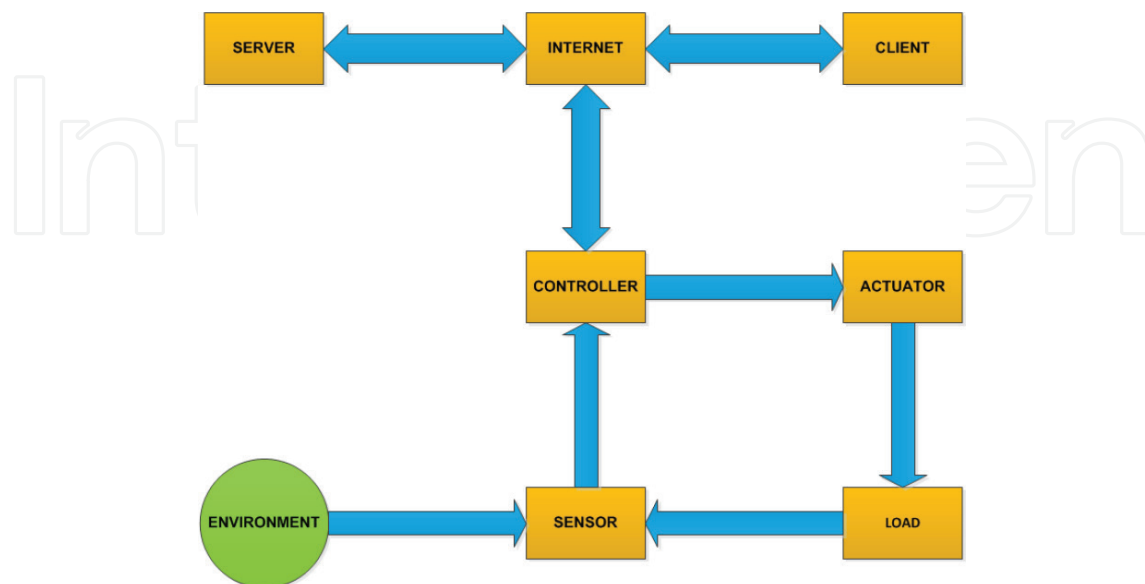 SERVER
INTERNET
CLIENT
CONTROLLER
ACTUATOR
ENVIRONMENT
SENSOR
LOAD